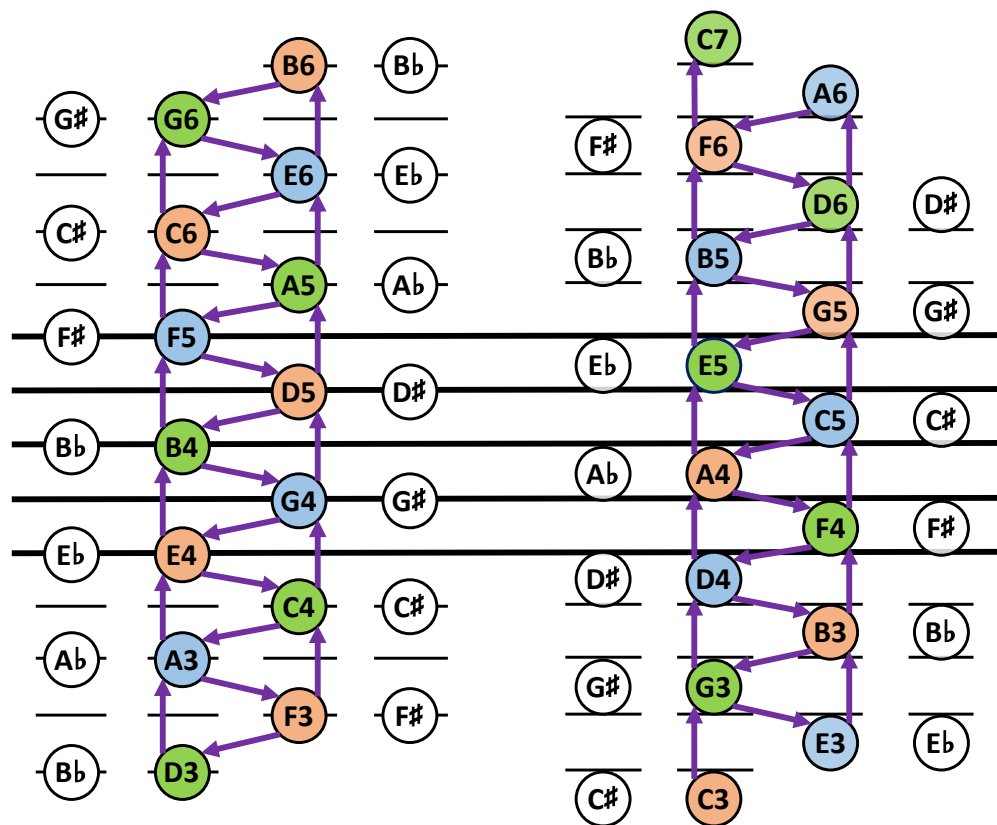 B6 B♭
G♯ G6
E6 E♭
C♯ C6
A5 A♭
F♯ F5
D5 D♯
B♭ B4
G4 G♯
E♭ E4
C4 C♯
A♭ A3
F3 F♯
B♭ D3
C7
A6
F♯ F6
D6 D♯
B♭ B5
G5 G♯
E♭ E5
C5 C♯
A♭ A4
F4 F♯
D♯ D4
B3 B♭
G♯ G3
E3 E♭
C♯ C3